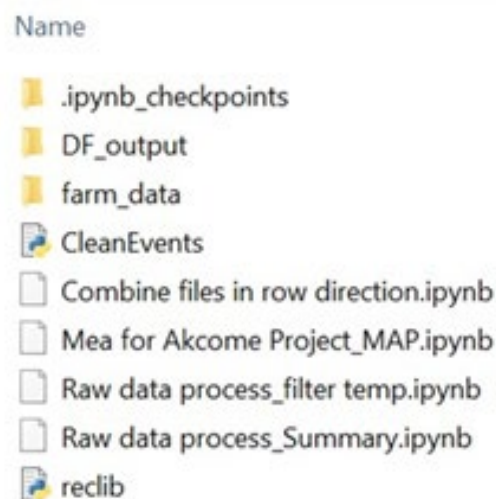 Name
.ipynb_checkpoints
DF_output
farm_data
CleanEvents
Combine files in row direction.ipynb
Mea for Akcome Project_MAP.ipynb
Raw data process_filter temp.ipynb
Raw data process_Summary.ipynb
reclib